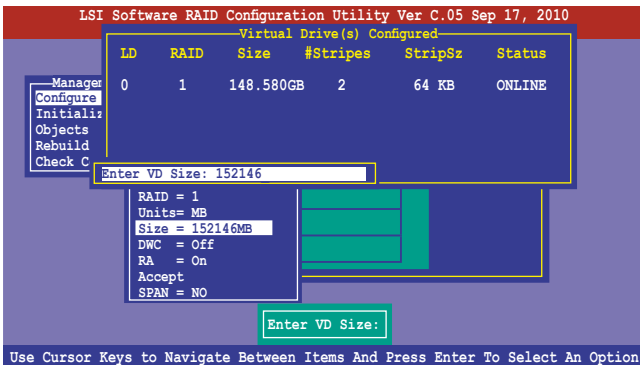 LSI Software RAID Configuration Utility Ver C.05 Sep 17, 2010
Virtual Drive(s) Configured
LD RAID Size #Stripes StripSz Status
0 1 148.580GB 2 64 KB ONLINE
Managem
Configure
Initializ
Objects
Rebuild
Check C
Enter VD Size: 152146_
RAID = 1
Units= MB
Size = 152146MB
DWC = Off
RA = On
Accept
SPAN = NO
Enter VD Size:
Use Cursor Keys to Navigate Between Items And Press Enter To Select An Option